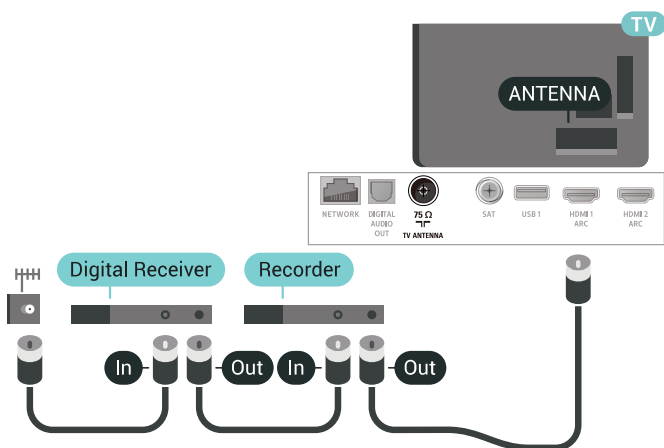 TV
ANTENNA
NETWORK
DIGITAL
AUDIO
OUT
75 Ω
TV ANTENNA
SAT
USB 1
HDMI 1
ARC
HDMI 2
ARC
Digital Receiver
Recorder
In
Out
In
Out